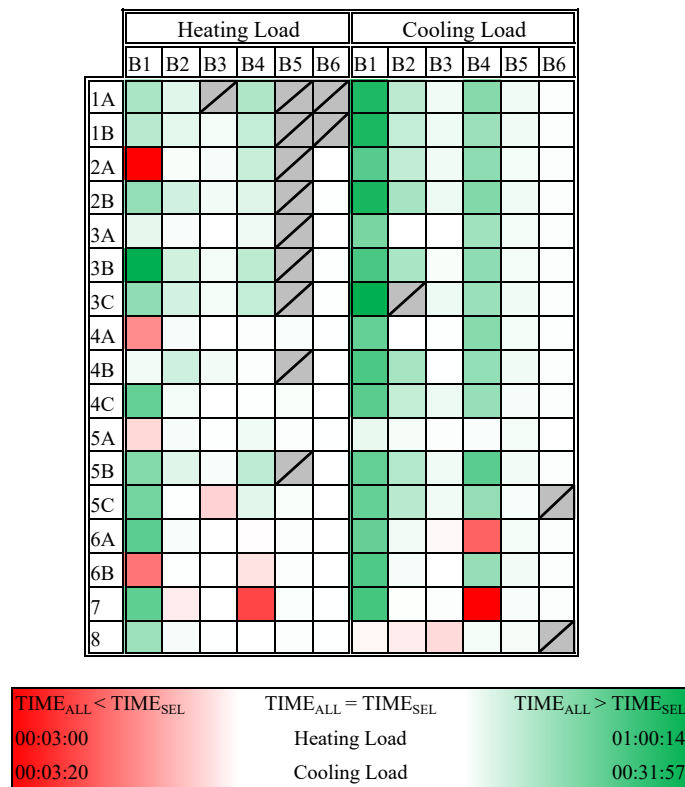 Heating Load Cooling Load
B1 B2 B3 B4 B5 B6 B1 B2 B3 B4 B5 B6
1A
1B
2A
2B
3A
3B
3C
4A
4B
4C
5A
5B
5C
6A
6B
7
8
TIME_ALL < TIME_SEL TIME_ALL = TIME_SEL TIME_ALL > TIME_SEL
00:03:00 Heating Load 01:00:14
00:03:20 Cooling Load 00:31:57